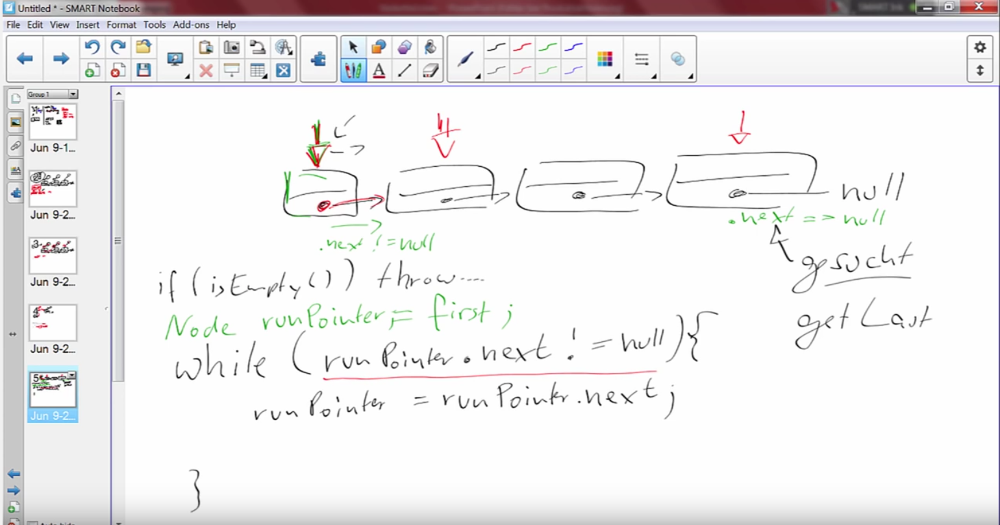 Untitled * - SMART Notebook
File Edit View Insert Format Tools Add-ons Help
Group 1
Jun 9-1...
Jun 9-2...
Jun 9-2...
Jun 9-2...
Jun 9-2...
null
.next != null
.next => null
gesucht
getLast
if (isEmpty()) throw....
Node runPointer = first;
while (runPointer.next != null){
runPointer = runPointer.next;
}